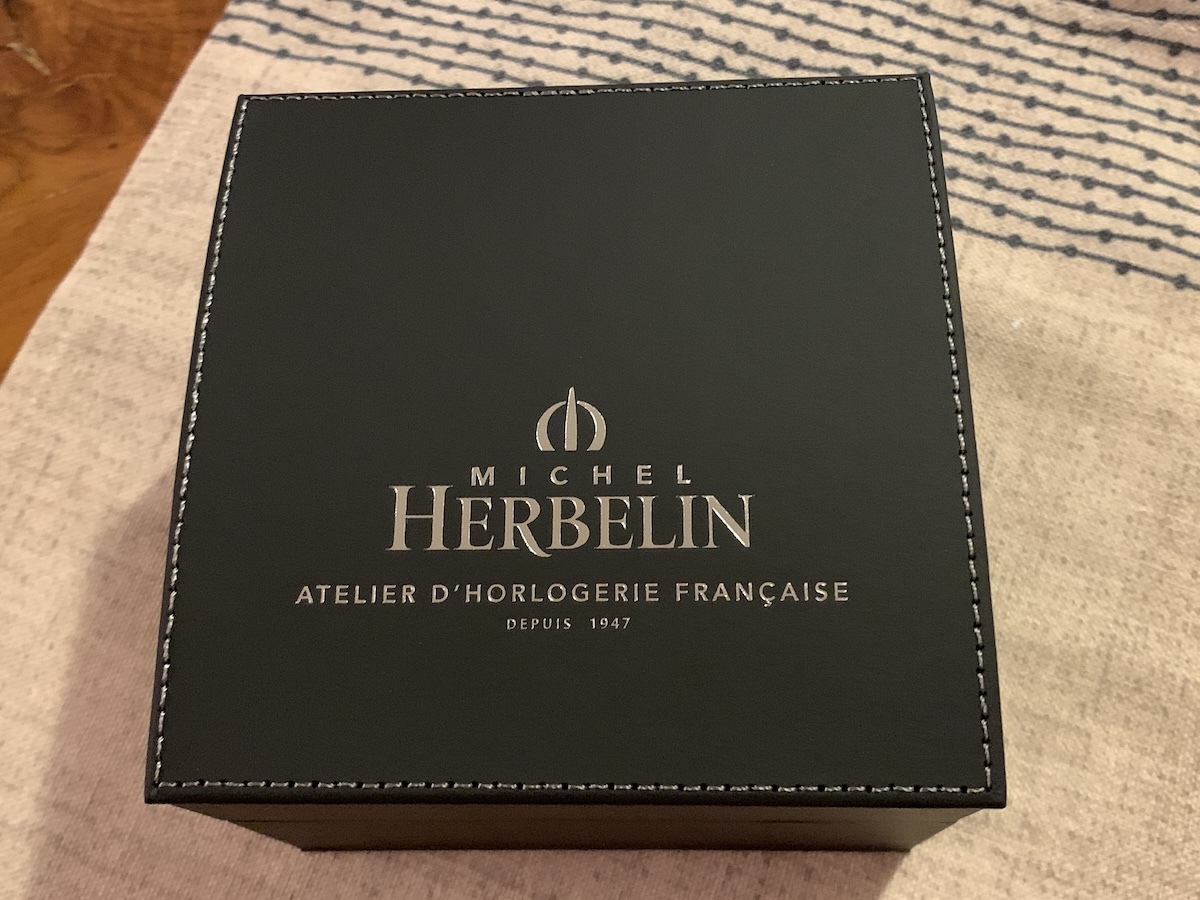 MICHEL
HERBELIN
ATELIER D'HORLOGERIE FRANÇAISE
DEPUIS 1947